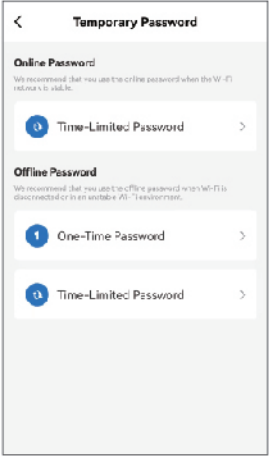 Temporary Password
Online Password
We recommend that you use the online password when the Wi-Fi
network is stable.
Time-Limited Password
Offline Password
We recommend that you use the offline password when Wi-Fi is
disconnected or in an unstable Wi-Fi environment.
1
One-Time Password
Time-Limited Password